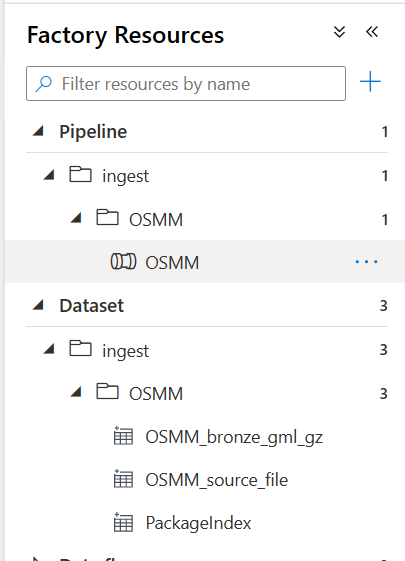 Factory Resources
Filter resources by name
Pipeline 1
ingest 1
OSMM 1
OSMM
Dataset 3
ingest 3
OSMM 3
OSMM_bronze_gml_gz
OSMM_source_file
PackageIndex